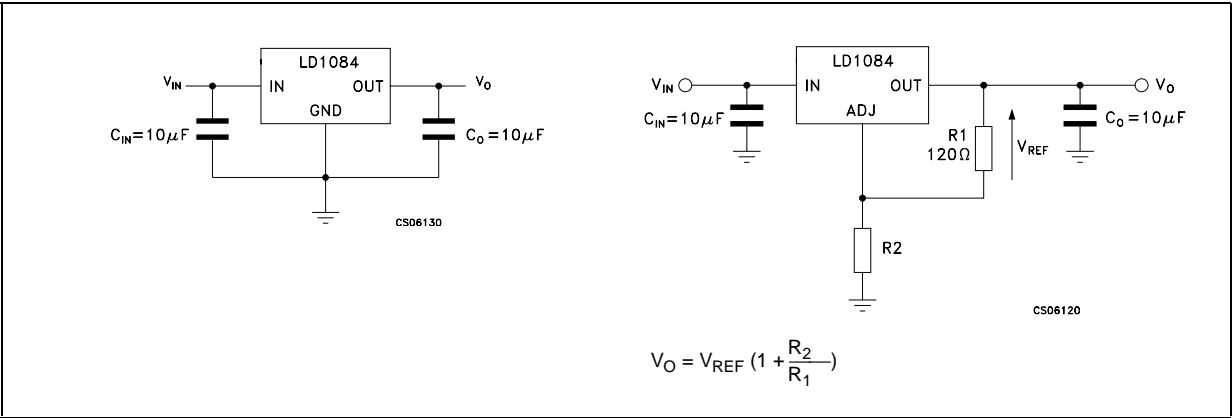 LD1084
V_IN
IN
OUT
V_O
GND
C_IN=10μF
C_O=10μF
CS06130
LD1084
V_IN
IN
OUT
V_O
ADJ
C_IN=10μF
R1
120Ω
V_REF
C_O=10μF
R2
CS06120
V_O = V_REF (1 + R_2/R_1)